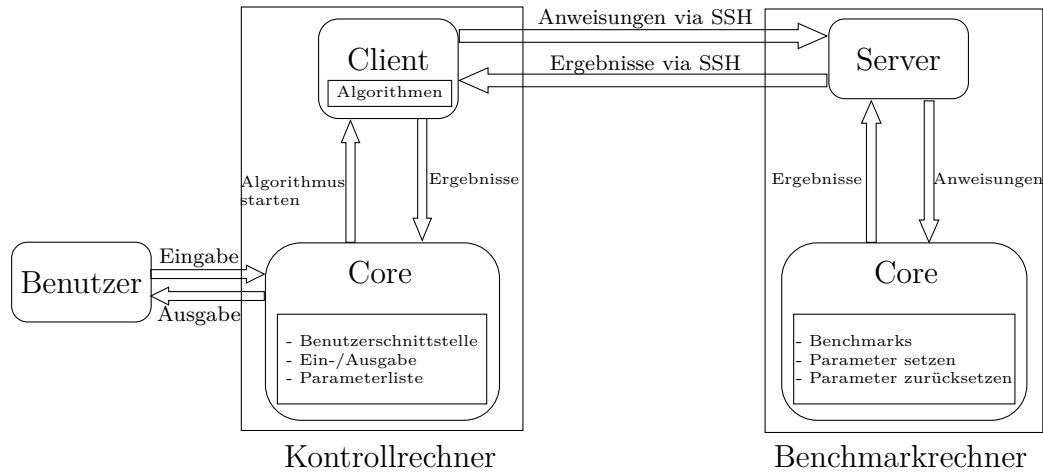 Anweisungen via SSH
Client
Algorithmen
Ergebnisse via SSH
Server
Algorithmus
starten
Ergebnisse
Ergebnisse
Anweisungen
Benutzer
Eingabe
Ausgabe
Core
- Benutzerschnittstelle
- Ein-/Ausgabe
- Parameterliste
Core
- Benchmarks
- Parameter setzen
- Parameter zurücksetzen
Kontrollrechner
Benchmarkrechner